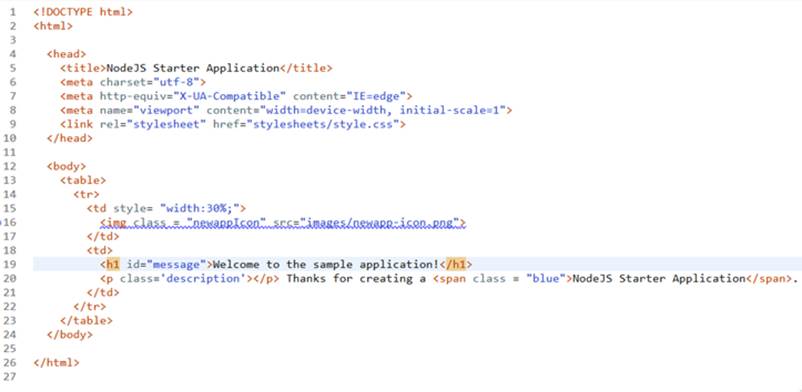 1 <!DOCTYPE html>
2 <html>
3
4 <head>
5 <title>NodeJS Starter Application</title>
6 <meta charset="utf-8">
7 <meta http-equiv="X-UA-Compatible" content="IE=edge">
8 <meta name="viewport" content="width=device-width, initial-scale=1">
9 <link rel="stylesheet" href="stylesheets/style.css">
10 </head>
11
12 <body>
13 <table>
14 <tr>
15 <td style= "width:30%;">
16 <img class = "newappIcon" src="images/newapp-icon.png">
17 </td>
18 <td>
19 <h1 id="message">Welcome to the sample application!</h1>
20 <p class='description'></p> Thanks for creating a <span class = "blue">NodeJS Starter Application</span>.
21 </td>
22 </tr>
23 </table>
24 </body>
25
26 </html>
27